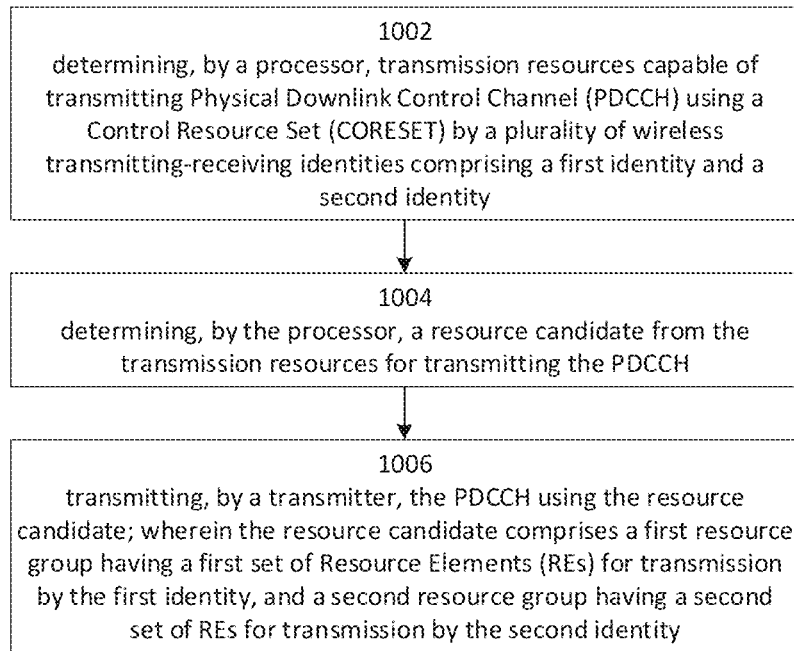 1002
determining, by a processor, transmission resources capable of
transmitting Physical Downlink Control Channel (PDCCH) using a
Control Resource Set (CORESET) by a plurality of wireless
transmitting-receiving identities comprising a first identity and a
second identity
1004
determining, by the processor, a resource candidate from the
transmission resources for transmitting the PDCCH
1006
transmitting, by a transmitter, the PDCCH using the resource
candidate; wherein the resource candidate comprises a first resource
group having a first set of Resource Elements (REs) for transmission
by the first identity, and a second resource group having a second
set of REs for transmission by the second identity